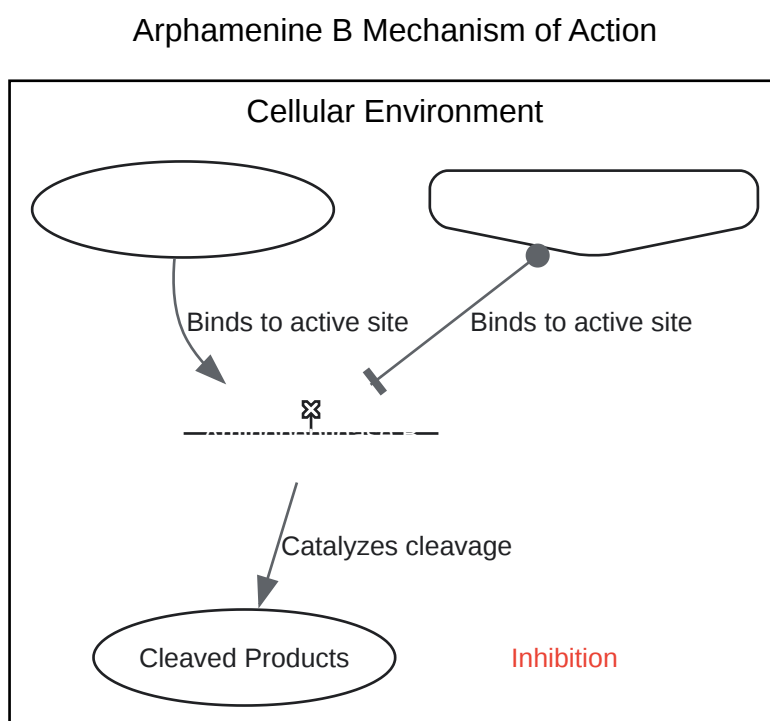 Arphamenine B Mechanism of Action
Cellular Environment
Binds to active site
Binds to active site
Catalyzes cleavage
Cleaved Products
Inhibition